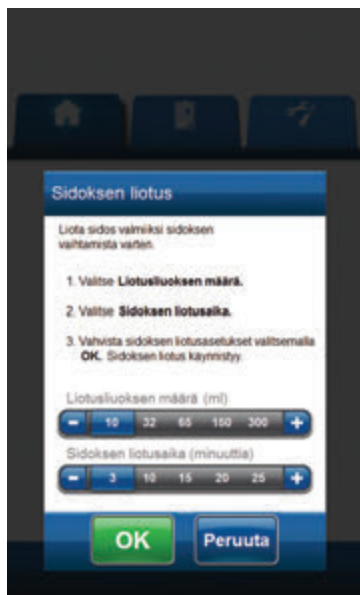 Sidoksen liotus
Liota sidos valmiiksi sidoksen
vaihtamista varten.
1. Valitse Liotusliuoksen määrä.
2. Valitse Sidoksen liotusaika.
3. Vahvista sidoksen liotusasetukset valitsemalla
OK. Sidoksen liotus käynnistyy.
Liotusliuoksen määrä (ml)
- 10 32 65 150 300 +
Sidoksen liotusaika (minuuttia)
- 3 10 15 20 25 +
OK Peruuta